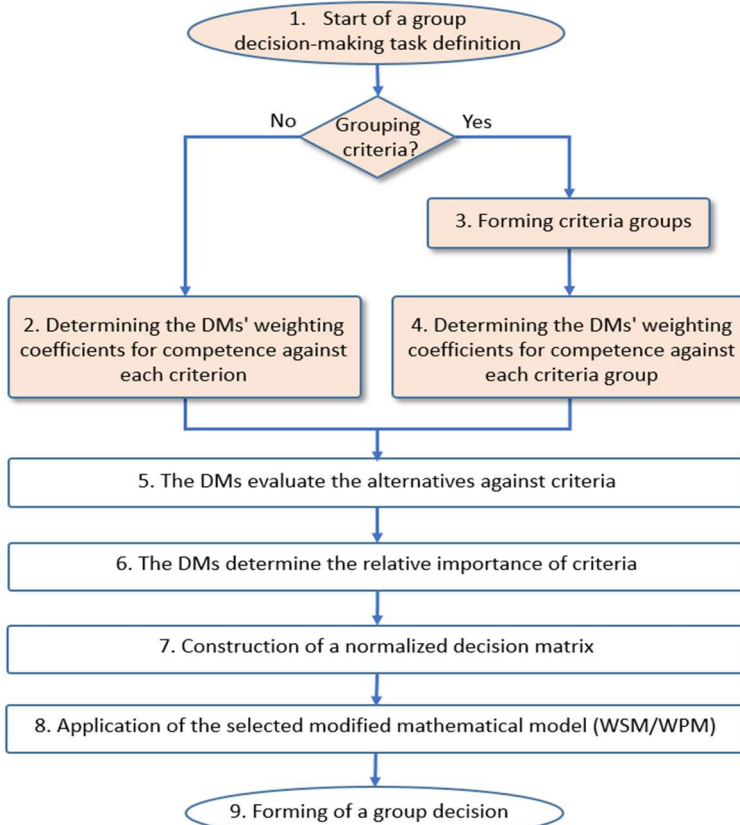 1. Start of a group
decision-making task definition
No
Grouping
criteria?
Yes
3. Forming criteria groups
2. Determining the DMs' weighting
coefficients for competence against
each criterion
4. Determining the DMs' weighting
coefficients for competence against
each criteria group
5. The DMs evaluate the alternatives against criteria
6. The DMs determine the relative importance of criteria
7. Construction of a normalized decision matrix
8. Application of the selected modified mathematical model (WSM/WPM)
9. Forming of a group decision